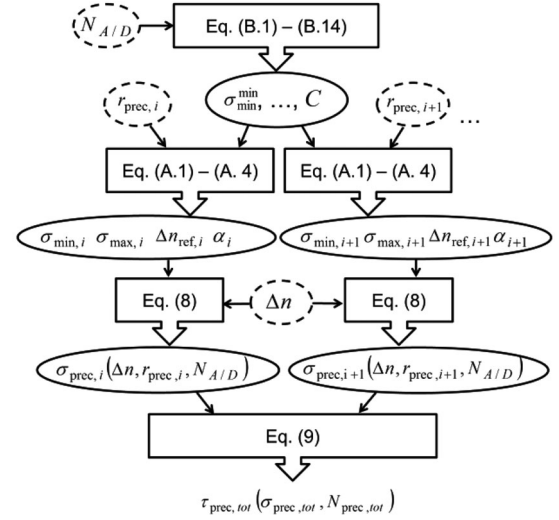 N_{A/D} Eq. (B.1) – (B.14)
σ_{min}^{min}, ..., C
r_{prec, i} r_{prec, i+1} ...
Eq. (A.1) – (A. 4) Eq. (A.1) – (A. 4)
σ_{min, i} σ_{max, i} Δn_{ref, i} α_i σ_{min, i+1} σ_{max, i+1} Δn_{ref, i+1} α_{i+1}
Eq. (8) Δn Eq. (8)
σ_{prec, i}(Δn, r_{prec, i}, N_{A/D}) σ_{prec,i+1}(Δn, r_{prec, i+1}, N_{A/D})
Eq. (9)
τ_{prec, tot}(σ_{prec, tot}, N_{prec, tot})